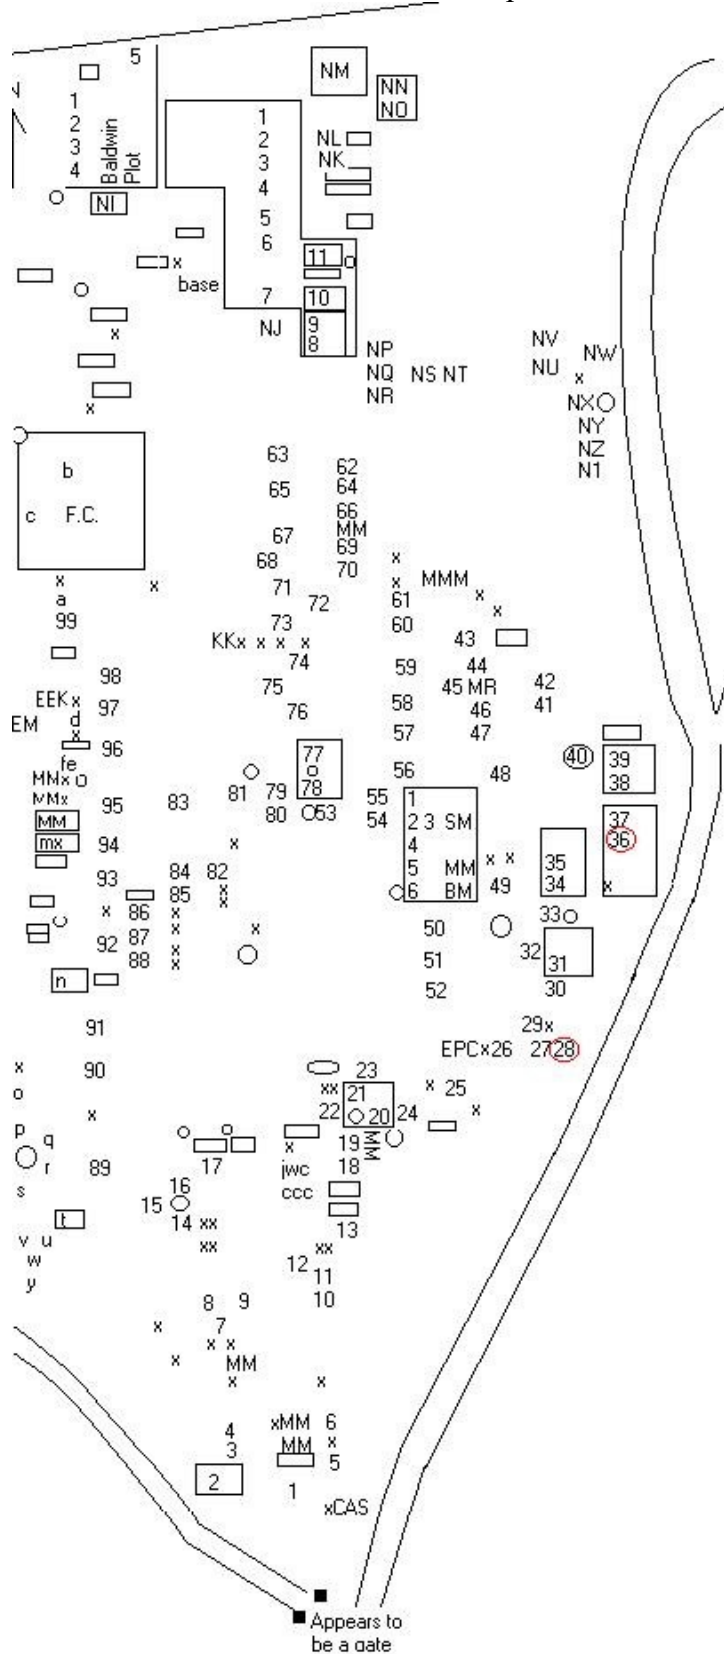 5
NM
NN
NO
1
2
3
4
Baldwin
Plot
1
2
3
4
5
6
7
NL
NK
NI
11
base
10
NJ
9
8
NP
NQ NS NT
NR
NV
NU
NW
x
NX
NY
NZ
N1
x
x
x
b
c F.C.
63
65
67
68
62
64
66
MM
69
70
x
a
99
x
71
72
73
KKx x x x
74
75
76
x
x
MMM
x
x
61
60
59
58
57
56
43
44
45 MR
46
47
48
42
41
40
39
38
37
36
98
EEKx 97
EM d
x
96
fe
MMx
MMx
MM
mx
95
94
93
83
81
79
80
77
78
53
55
54
1
2 3 SM
4
5 MM
6 BM
x x
49
35
34
x
x
84 82
85
x
x
x
86
87
88
x
x
x
x
x
92
n
50
51
52
33
32
31
30
29x
EPCx26 2728
91
90
x
o
p q
r
s
t
v u
w
y
x
89
23
xx 21
22 20 24
x 25
x
19 MM
18
x
jwc
ccc
17
16
15
14 xx
xx
13
xx
12
11
10
8 9
7
x
x x
x
MM
x
x
4
3
2
xMM 6
MM x
5
1
xCAS
Appears to
be a gate